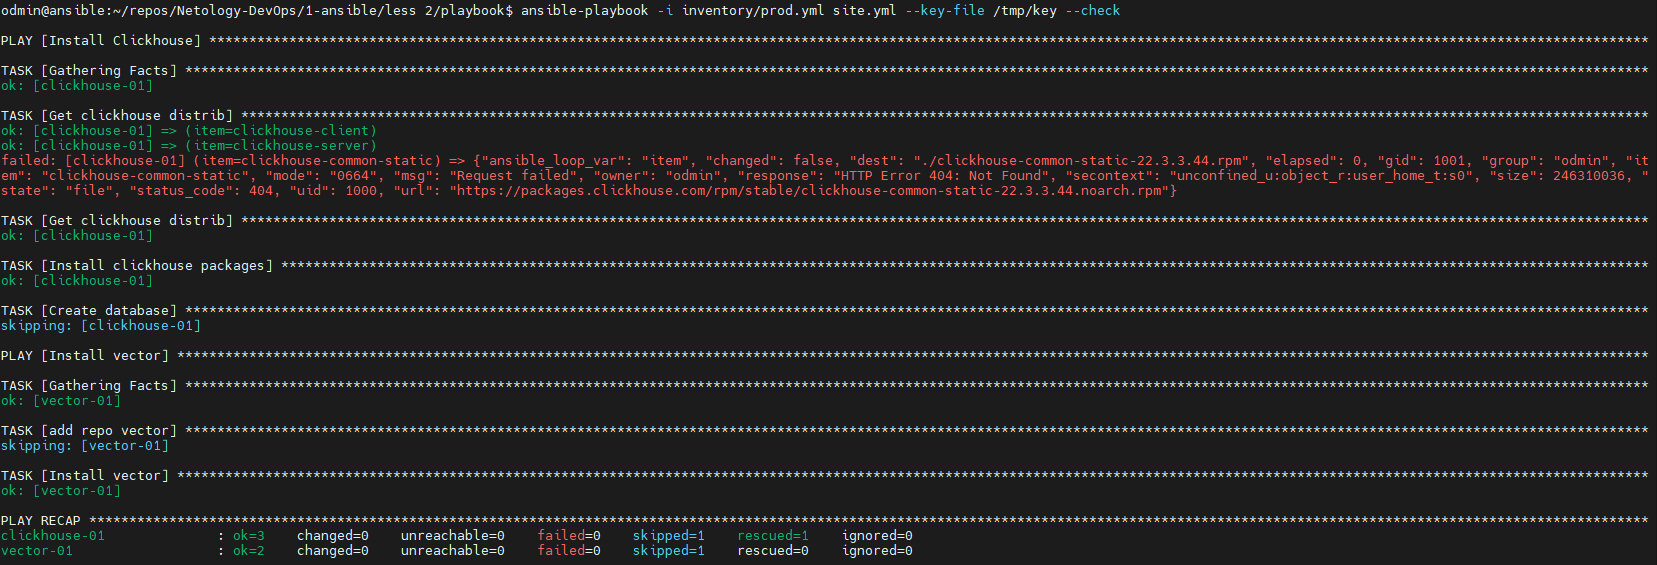 odmin@ansible:~/repos/Netology-DevOps/1-ansible/less 2/playbook$ ansible-playbook -i inventory/prod.yml site.yml --key-file /tmp/key --check
PLAY [Install Clickhouse] ************************************************************************************************************************************************************************************
TASK [Gathering Facts] ***************************************************************************************************************************************************************************************
ok: [clickhouse-01]
TASK [Get clickhouse distrib] ********************************************************************************************************************************************************************************
ok: [clickhouse-01] => (item=clickhouse-client)
ok: [clickhouse-01] => (item=clickhouse-server)
failed: [clickhouse-01] (item=clickhouse-common-static) => {"ansible_loop_var": "item", "changed": false, "dest": "./clickhouse-common-static-22.3.3.44.rpm", "elapsed": 0, "gid": 1001, "group": "odmin", "it
em": "clickhouse-common-static", "mode": "0664", "msg": "Request failed", "owner": "odmin", "response": "HTTP Error 404: Not Found", "secontext": "unconfined_u:object_r:user_home_t:s0", "size": 246310036, "
state": "file", "status_code": 404, "uid": 1000, "url": "https://packages.clickhouse.com/rpm/stable/clickhouse-common-static-22.3.3.44.noarch.rpm"}
TASK [Get clickhouse distrib] ********************************************************************************************************************************************************************************
ok: [clickhouse-01]
TASK [Install clickhouse packages] ***************************************************************************************************************************************************************************
ok: [clickhouse-01]
TASK [Create database] ***************************************************************************************************************************************************************************************
skipping: [clickhouse-01]
PLAY [Install vector] ****************************************************************************************************************************************************************************************
TASK [Gathering Facts] ***************************************************************************************************************************************************************************************
ok: [vector-01]
TASK [add repo vector] ***************************************************************************************************************************************************************************************
skipping: [vector-01]
TASK [Install vector] ****************************************************************************************************************************************************************************************
ok: [vector-01]
PLAY RECAP ***************************************************************************************************************************************************************************************************
clickhouse-01 : ok=3 changed=0 unreachable=0 failed=0 skipped=1 rescued=1 ignored=0
vector-01 : ok=2 changed=0 unreachable=0 failed=0 skipped=1 rescued=0 ignored=0